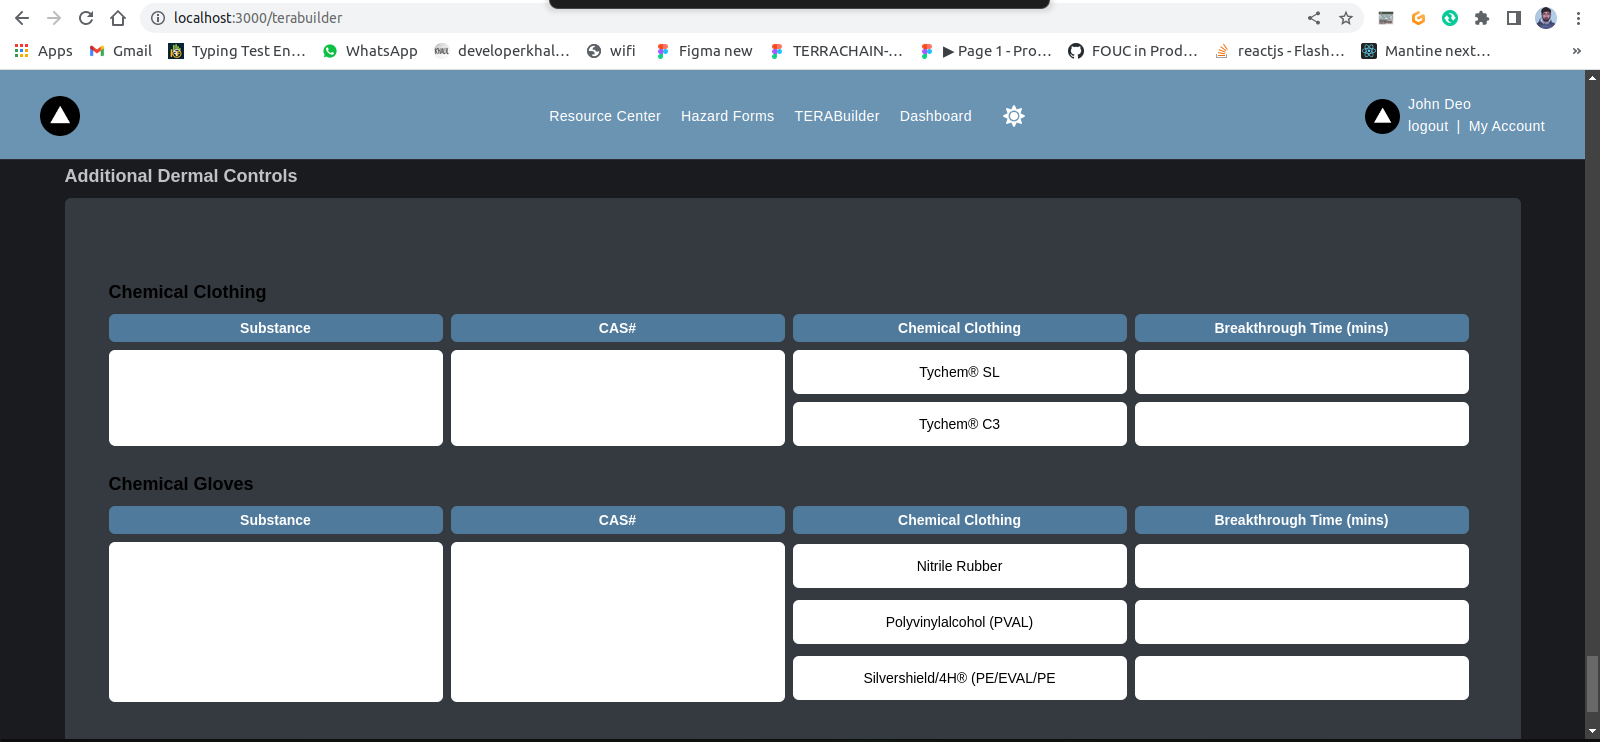 localhost:3000/terabuilder
Apps Gmail Typing Test En... WhatsApp developerkhal... wifi Figma new TERRACHAIN-... ▶ Page 1 - Pro... FOUC in Prod... reactjs - Flash... Mantine next... »
Resource Center Hazard Forms TERABuilder Dashboard
John Deo
logout | My Account
Additional Dermal Controls
Chemical Clothing
Substance CAS# Chemical Clothing Breakthrough Time (mins)
Tychem® SL
Tychem® C3
Chemical Gloves
Substance CAS# Chemical Clothing Breakthrough Time (mins)
Nitrile Rubber
Polyvinylalcohol (PVAL)
Silvershield/4H® (PE/EVAL/PE